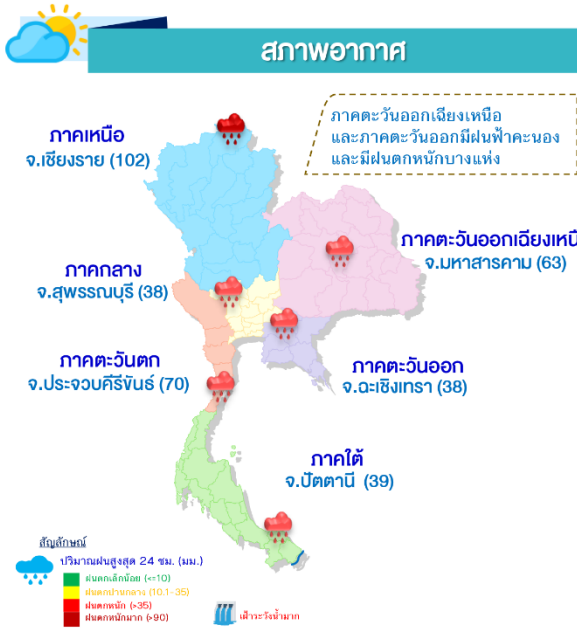 สภาพอากาศ
ภาคตะวันออกเฉียงเหนือ
และภาคตะวันออกมีฝนฟ้าคะนอง
และมีฝนตกหนักบางแห่ง
ภาคเหนือ
จ.เชียงราย (102)
ภาคตะวันออกเฉียงเหนื
จ.มหาสารคาม (63)
ภาคกลาง
จ.สุพรรณบุรี (38)
ภาคตะวันตก
จ.ประจวบคีรีขันธ์ (70)
ภาคตะวันออก
จ.ฉะเชิงเทรา (38)
ภาคใต้
จ.ปัตตานี (39)
สัญลักษณ์
ปริมาณฝนสูงสุด 24 ชม. (มม.)
ฝนตกเล็กน้อย (<=10)
ฝนตกปานกลาง (10.1-35)
ฝนตกหนัก (>35)
ฝนตกหนักมาก (>90)
เฝ้าระวังน้ำมาก